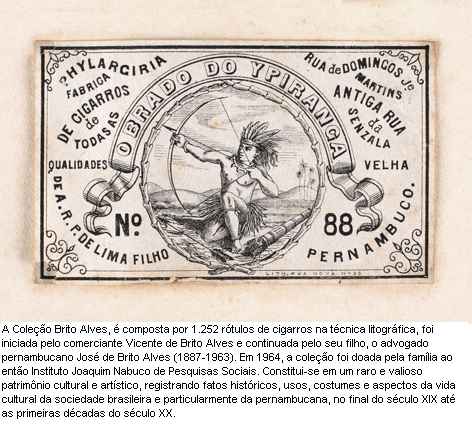 PHYLARGIRIA
FABRICA
DE CIGARROS
de
TODAS AS
QUALIDADES
DE A. R. P. DE LIMA FILHO
OBRADO DO YPIRANGA
RUA de DOMINGOS Je
MARTINS
ANTIGA RUA
da
SENZALA
VELHA
PERNAMBUCO.
No. 88
LITH. RUA NOVA No
A Coleção Brito Alves, é composta por 1.252 rótulos de cigarros na técnica litográfica, foi
iniciada pelo comerciante Vicente de Brito Alves e continuada pelo seu filho, o advogado
pernambucano José de Brito Alves (1887-1963). Em 1964, a coleção foi doada pela família ao
então Instituto Joaquim Nabuco de Pesquisas Sociais. Constitui-se em um raro e valioso
patrimônio cultural e artístico, registrando fatos históricos, usos, costumes e aspectos da vida
cultural da sociedade brasileira e particularmente da pernambucana, no final do século XIX até
as primeiras décadas do século XX.